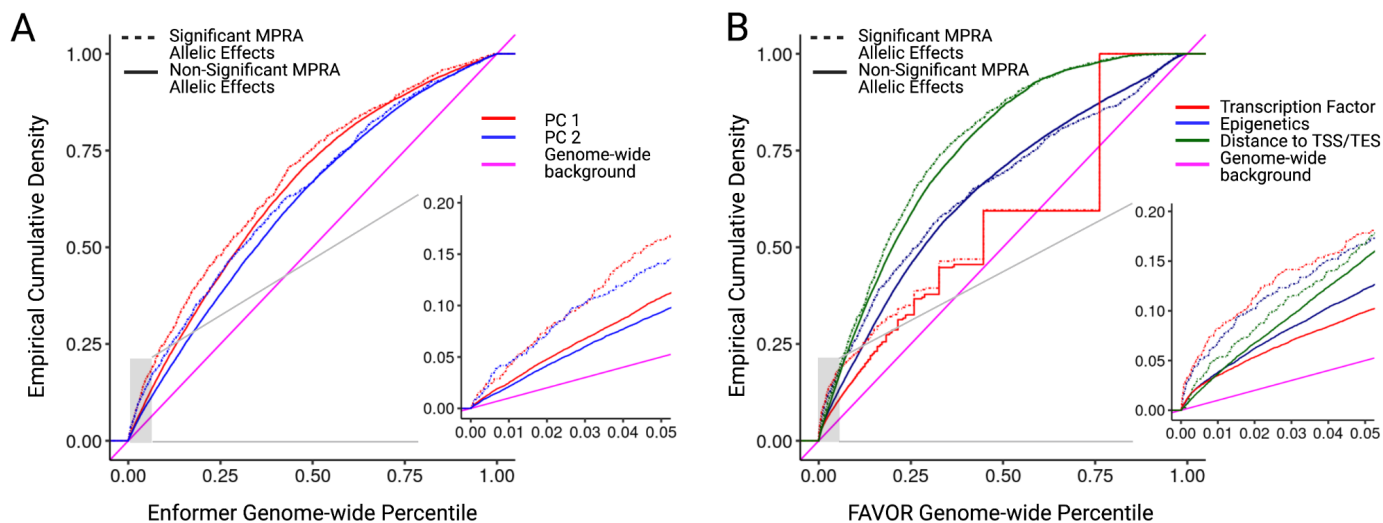 A
Significant MPRA
Allelic Effects
Non-Significant MPRA
Allelic Effects
1.00
0.75
0.50
0.25
0.00
Empirical Cumulative Density
PC 1
PC 2
Genome-wide
background
0.20
0.15
0.10
0.05
0.00
0.00 0.01 0.02 0.03 0.04 0.05
0.00 0.25 0.50 0.75 1.00
Enformer Genome-wide Percentile
B
Significant MPRA
Allelic Effects
Non-Significant MPRA
Allelic Effects
1.00
0.75
0.50
0.25
0.00
Empirical Cumulative Density
Transcription Factor
Epigenetics
Distance to TSS/TES
Genome-wide
background
0.20
0.15
0.10
0.05
0.00
0.00 0.01 0.02 0.03 0.04 0.05
0.00 0.25 0.50 0.75 1.00
FAVOR Genome-wide Percentile